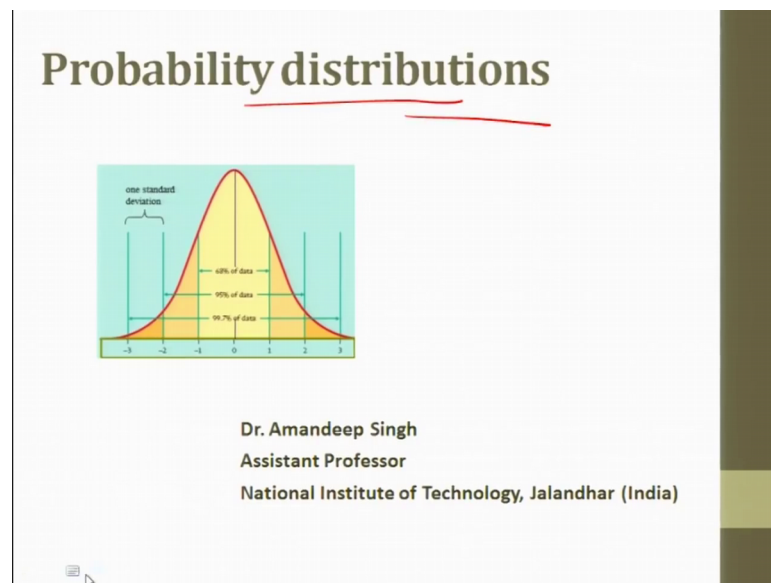 Probability distributions
one standard
deviation
68% of data
95% of data
99.7% of data
-3 -2 -1 0 1 2 3
Dr. Amandeep Singh
Assistant Professor
National Institute of Technology, Jalandhar (India)